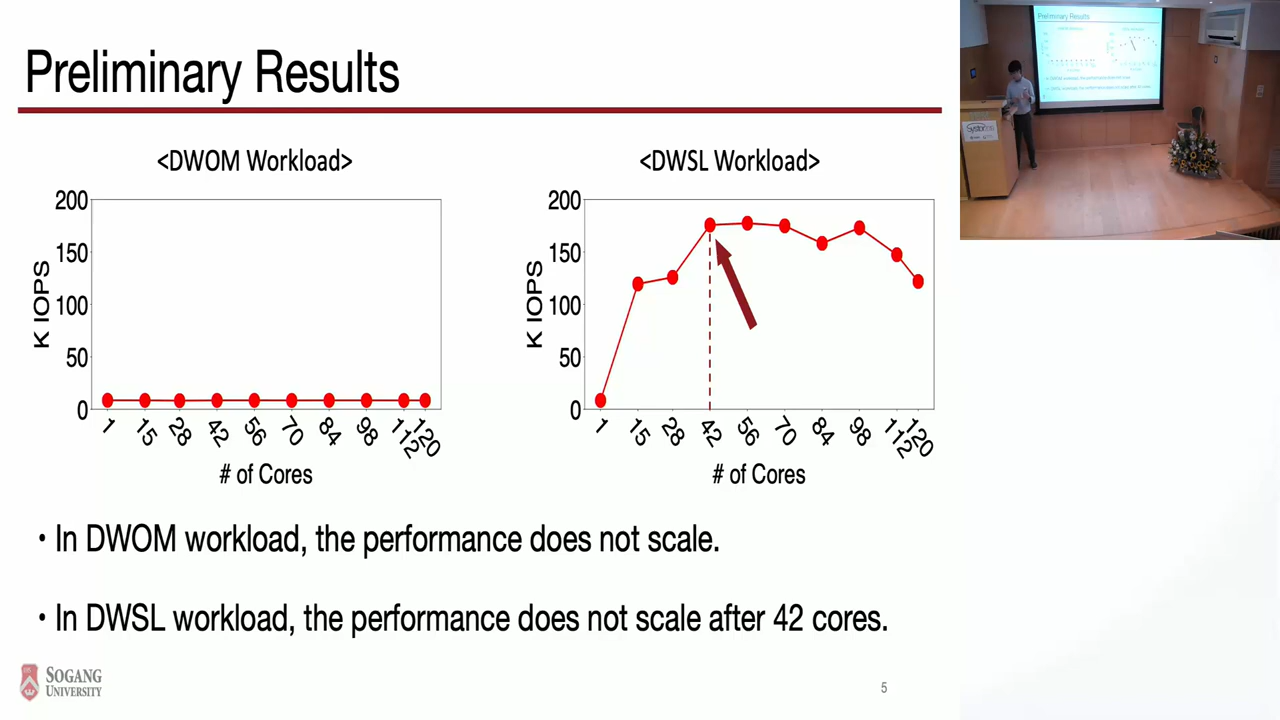 Preliminary Results
<DWOM Workload>
200
150
100
50
0
K IOPS
1 15 28 42 56 70 84 98 112 120
# of Cores
<DWSL Workload>
200
150
100
50
0
K IOPS
1 15 28 42 56 70 84 98 112 120
# of Cores
• In DWOM workload, the performance does not scale.
• In DWSL workload, the performance does not scale after 42 cores.
SOGANG
UNIVERSITY
5
Preliminary Results